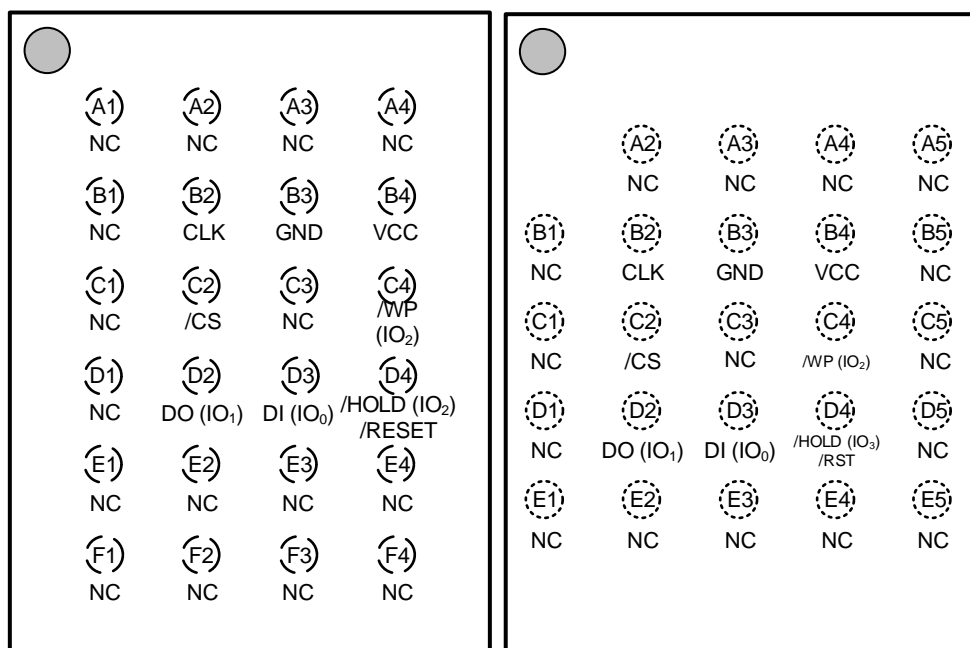 A1 A2 A3 A4
NC NC NC NC
B1 B2 B3 B4
NC CLK GND VCC
C1 C2 C3 C4
NC /CS NC /WP
(IO₂)
D1 D2 D3 D4
NC DO (IO₁) DI (IO₀) /HOLD (IO₂)
/RESET
E1 E2 E3 E4
NC NC NC NC
F1 F2 F3 F4
NC NC NC NC
A2 A3 A4 A5
NC NC NC NC
B1 B2 B3 B4 B5
NC CLK GND VCC NC
C1 C2 C3 C4 C5
NC /CS NC /WP (IO₂) NC
D1 D2 D3 D4 D5
NC DO (IO₁) DI (IO₀) /HOLD (IO₃) NC
/RST
E1 E2 E3 E4 E5
NC NC NC NC NC